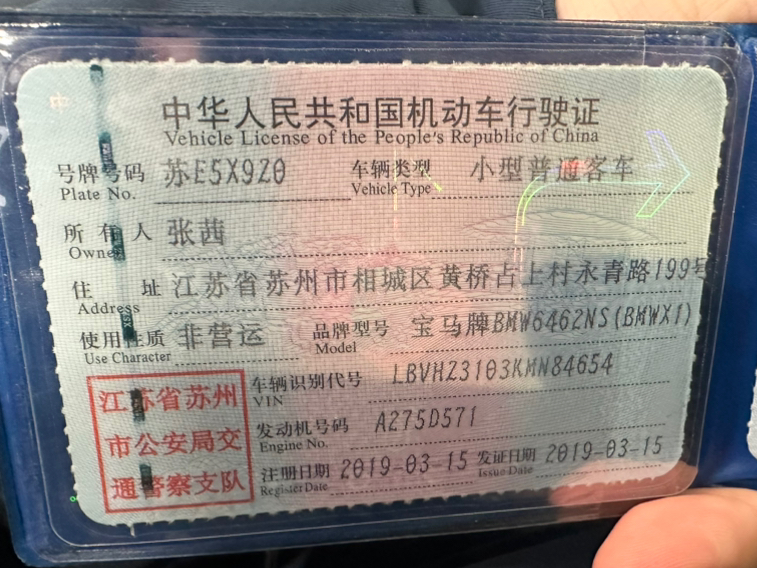 中华人民共和国机动车行驶证
Vehicle License of the People's Republic of China
号牌号码 苏E5X9Z0 车辆类型 小型普通客车
Plate No. Vehicle Type
所有人 张茜
Owner
住址 江苏省苏州市相城区黄桥占上村永青路199号
Address
使用性质 非营运 品牌型号 宝马牌BMW6462NS(BMWX1)
Use Character Model
车辆识别代号 LBVHZ3103KMN84654
VIN
发动机号码 A275D571
Engine No.
注册日期 2019-03-15 发证日期 2019-03-15
Register Date Issue Date
江苏省苏州
市公安局交
通警察支队